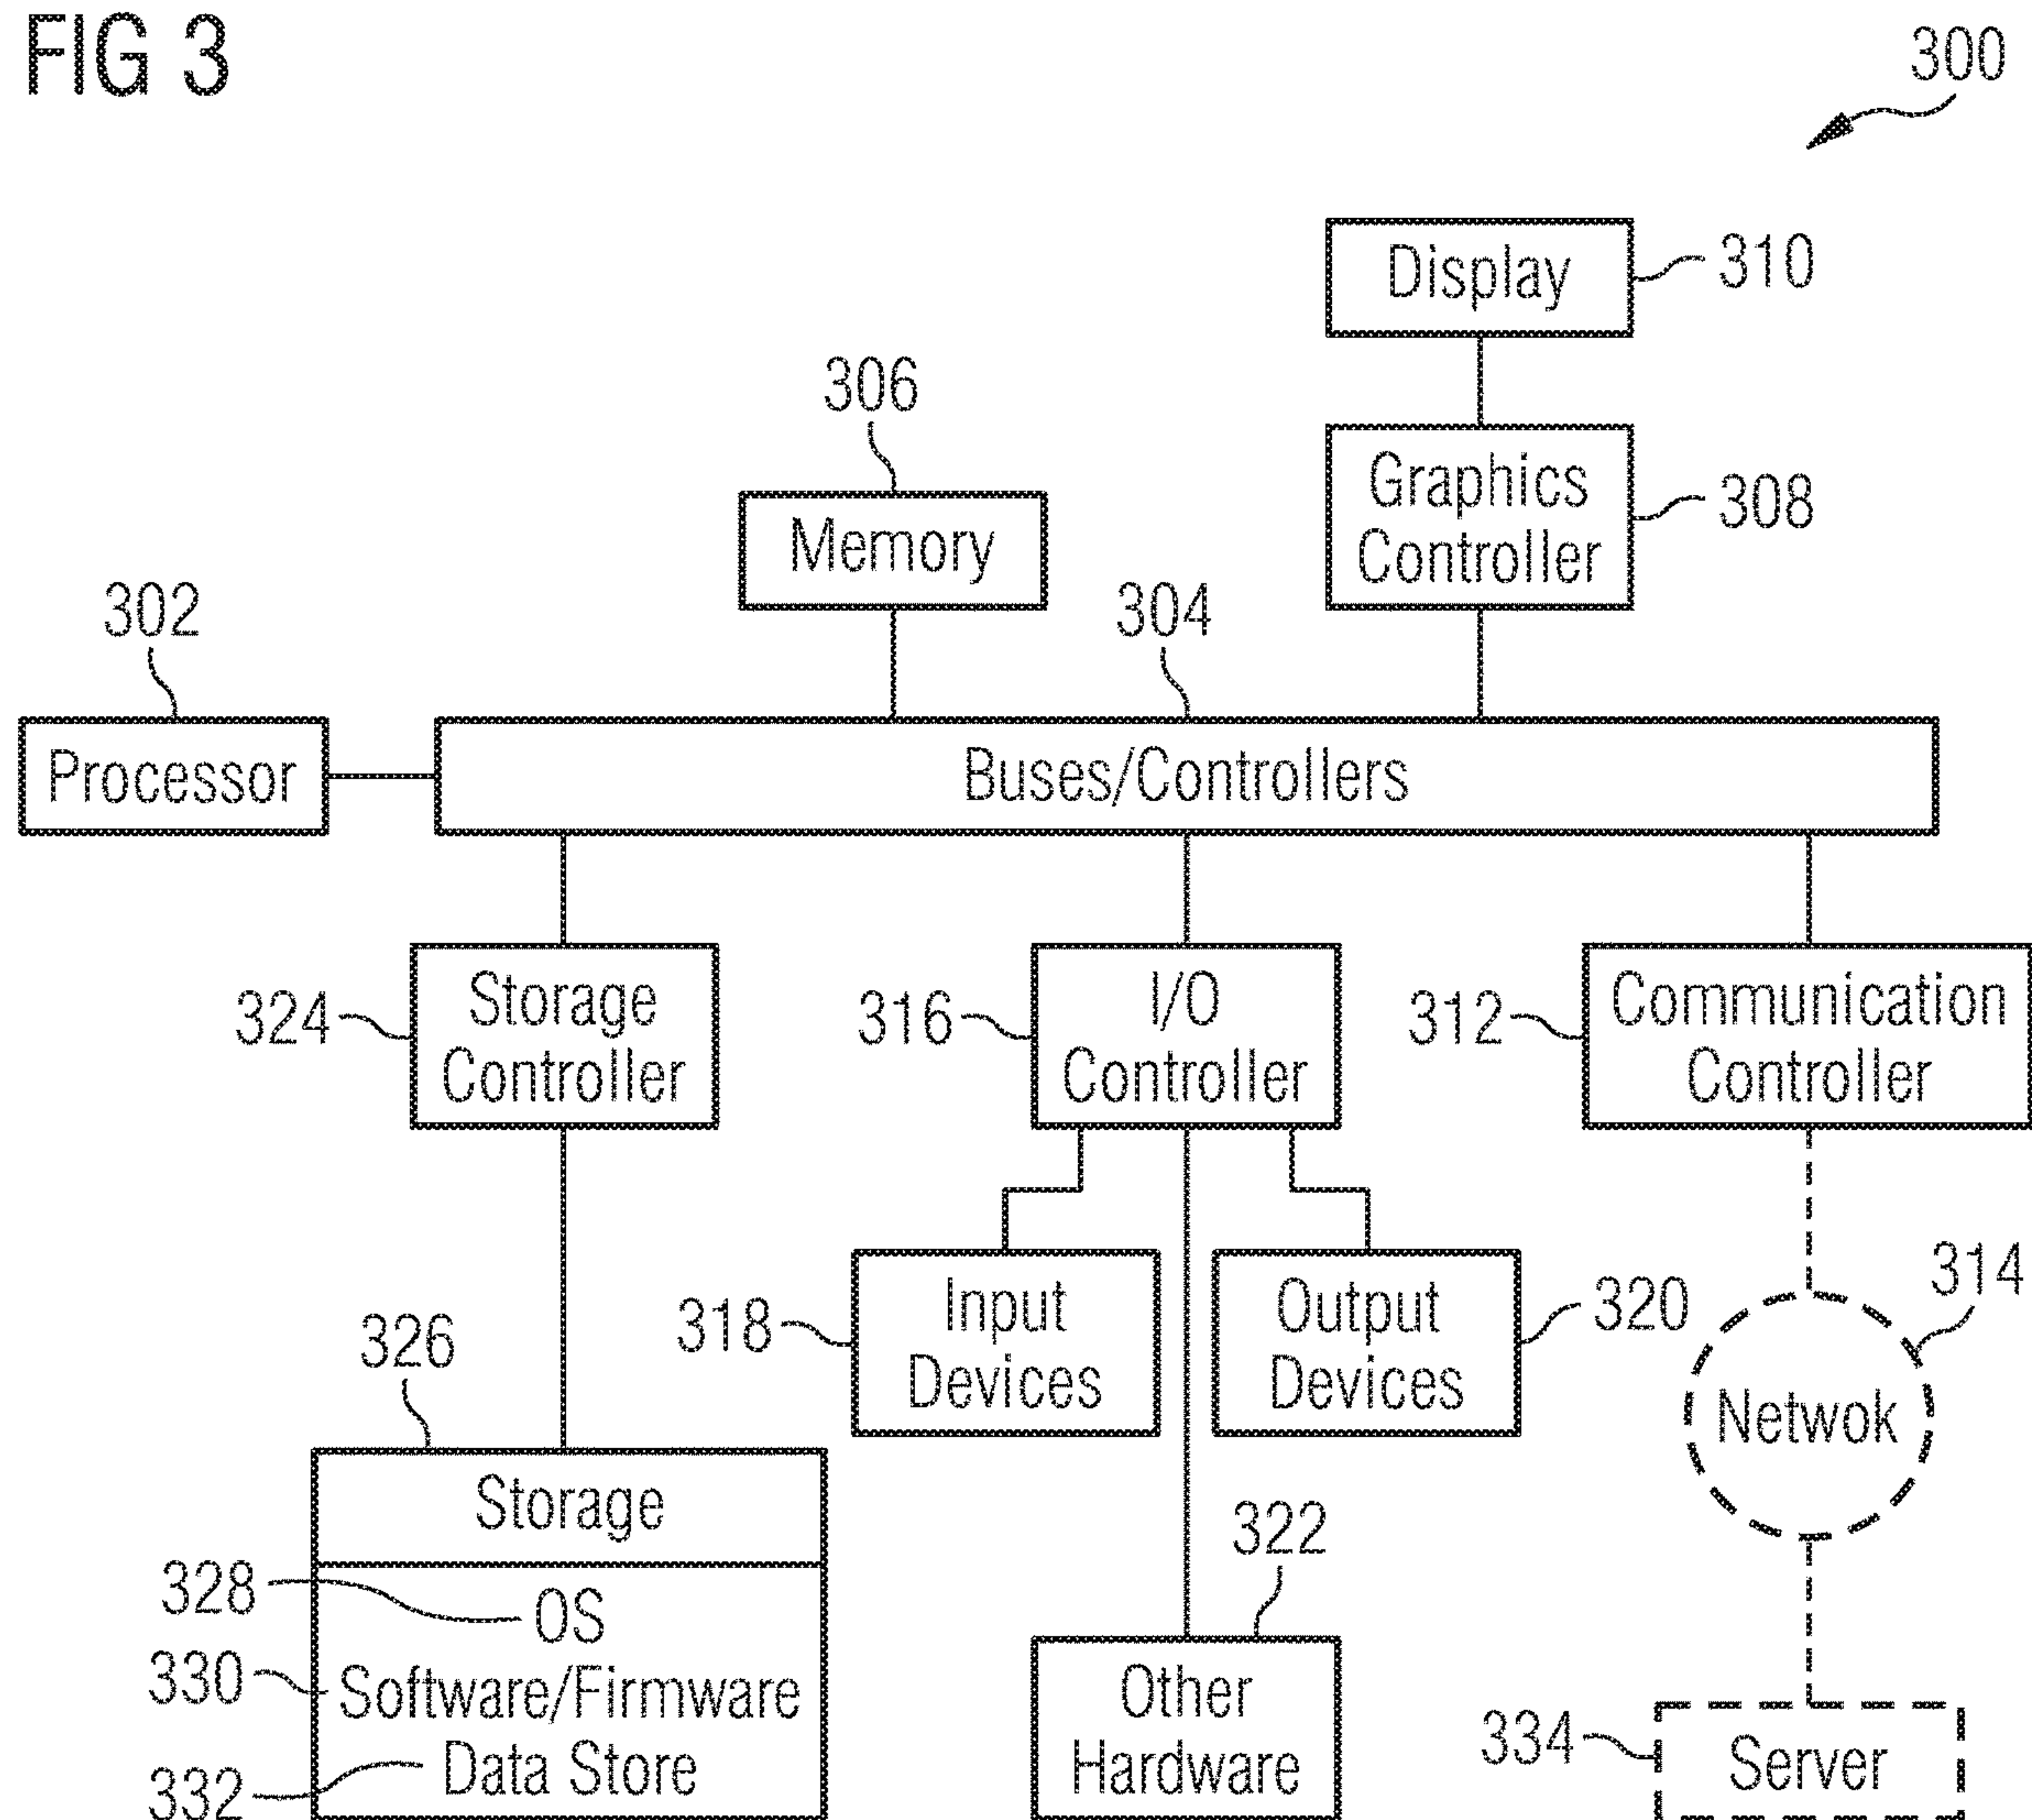 FIG 3
300
Display
310
306
Graphics
Controller
308
Memory
302
304
Processor
Buses/Controllers
324
Storage
Controller
316
I/O
Controller
312
Communication
Controller
318
Input
Devices
Output
Devices
320
314
Netwok
326
Storage
328
OS
330
Software/Firmware
332
Data Store
322
Other
Hardware
334
Server